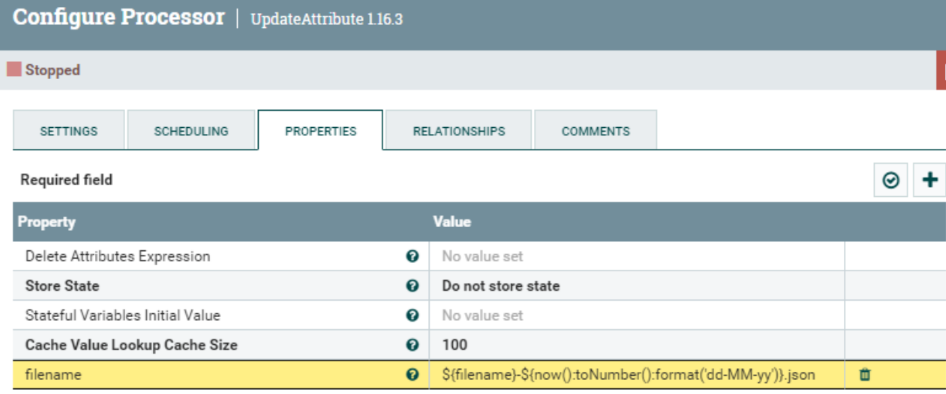 Configure Processor | UpdateAttribute 1.16.3
Stopped
SETTINGS SCHEDULING PROPERTIES RELATIONSHIPS COMMENTS
Required field
Property Value
Delete Attributes Expression No value set
Store State Do not store state
Stateful Variables Initial Value No value set
Cache Value Lookup Cache Size 100
filename ${filename}-${now():toNumber():format('dd-MM-yy')}.json